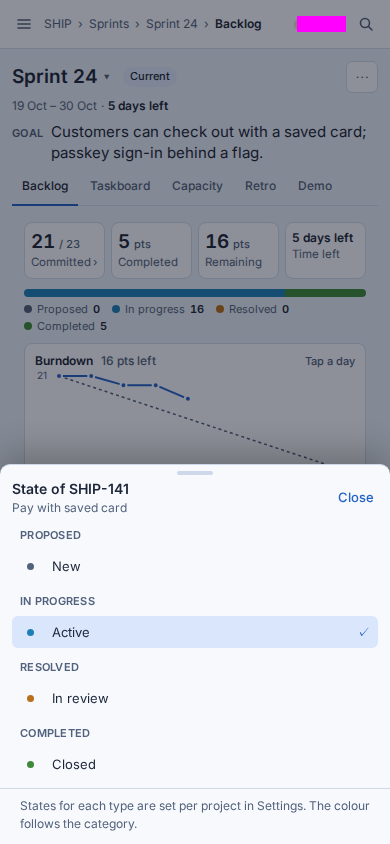 SHIP › Sprints › Sprint 24 › Backlog
Sprint 24 ▾ Current ...
19 Oct – 30 Oct · 5 days left
GOAL Customers can check out with a saved card;
passkey sign-in behind a flag.
Backlog Taskboard Capacity Retro Demo
21 / 23 5 pts 16 pts 5 days left
Committed › Completed Remaining Time left
Proposed 0 In progress 16 Resolved 0
Completed 5
Burndown 16 pts left Tap a day
21
State of SHIP-141
Pay with saved card
Close
PROPOSED
New
IN PROGRESS
Active ✓
RESOLVED
In review
COMPLETED
Closed
States for each type are set per project in Settings. The colour
follows the category.